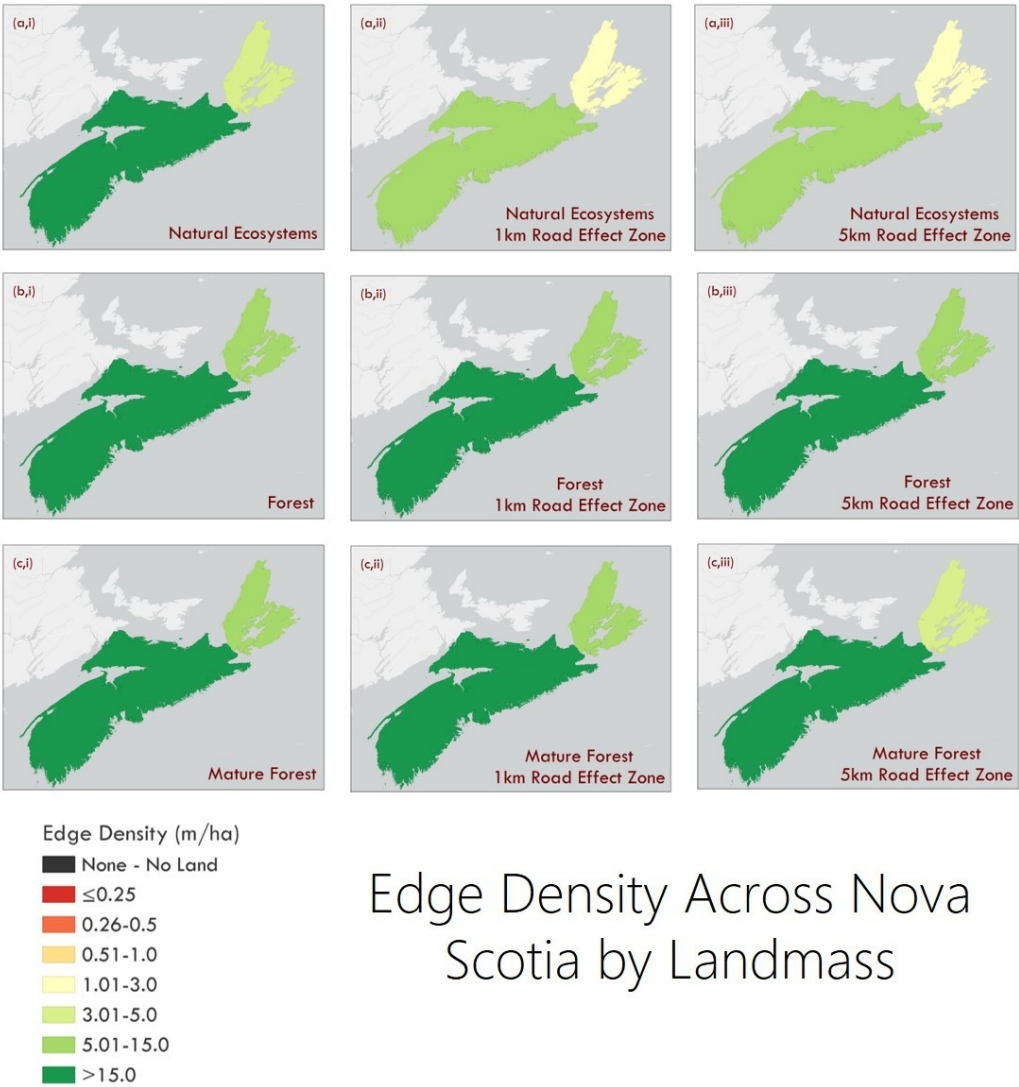 (a,i)
Natural Ecosystems
(a,ii)
Natural Ecosystems
1km Road Effect Zone
(a,iii)
Natural Ecosystems
5km Road Effect Zone
(b,i)
Forest
(b,ii)
Forest
1km Road Effect Zone
(b,iii)
Forest
5km Road Effect Zone
(c,i)
Mature Forest
(c,ii)
Mature Forest
1km Road Effect Zone
(c,iii)
Mature Forest
5km Road Effect Zone
Edge Density (m/ha)
None - No Land
≤0.25
0.26-0.5
0.51-1.0
1.01-3.0
3.01-5.0
5.01-15.0
>15.0
Edge Density Across Nova
Scotia by Landmass